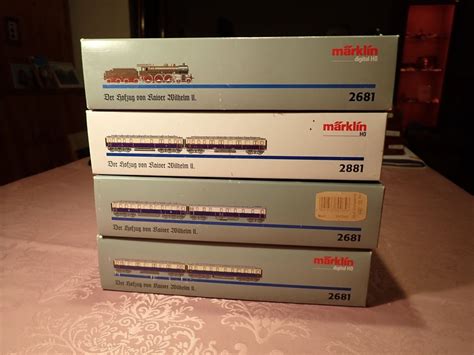 märklin
digital H0
Der Hofzug von Kaiser Wilhelm II.
2681
märklin
H0
Der Hofzug von Kaiser Wilhelm II.
2881
Der Hofzug von Kaiser Wilhelm II.
2681
märklin
digital H0
Der Hofzug von Kaiser Wilhelm II.
2681